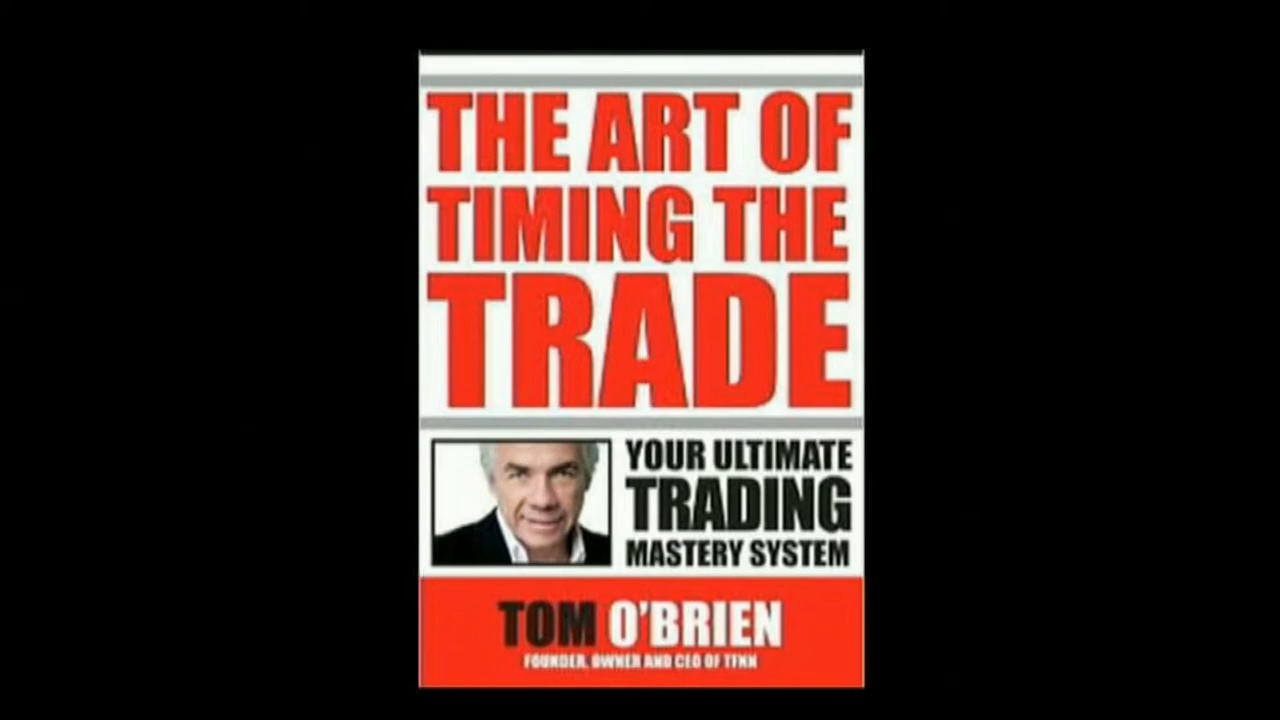 THE ART OF
TIMING THE
TRADE
YOUR ULTIMATE
TRADING
MASTERY SYSTEM
TOM O'BRIEN
FOUNDER, OWNER AND CEO OF TFNN